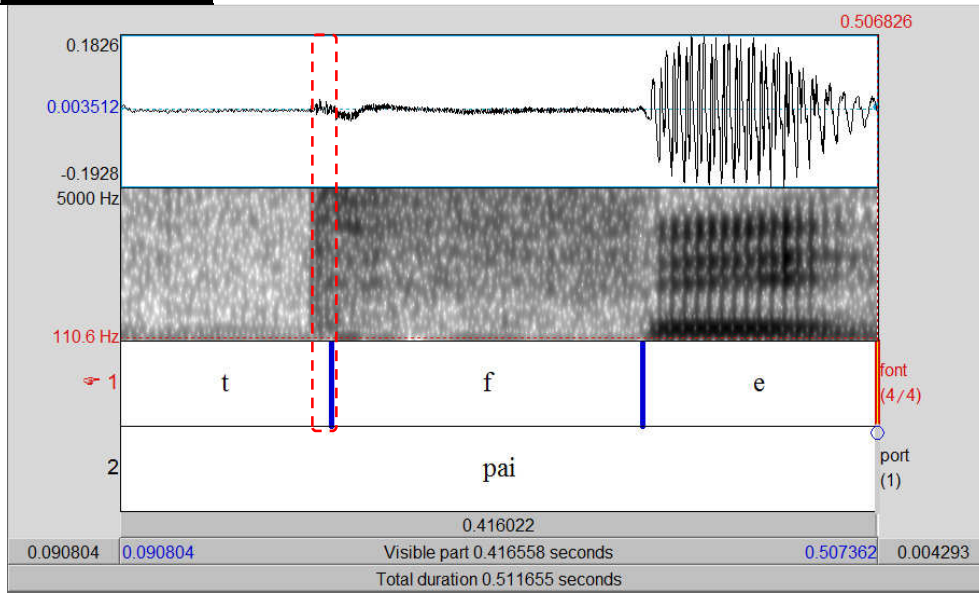 0.506826
0.1826
0.003512
-0.1928
5000 Hz
110.6 Hz
☞ 1 t f e font
(4/4)
2 pai port
(1)
0.416022
0.090804 0.090804 Visible part 0.416558 seconds 0.507362 0.004293
Total duration 0.511655 seconds